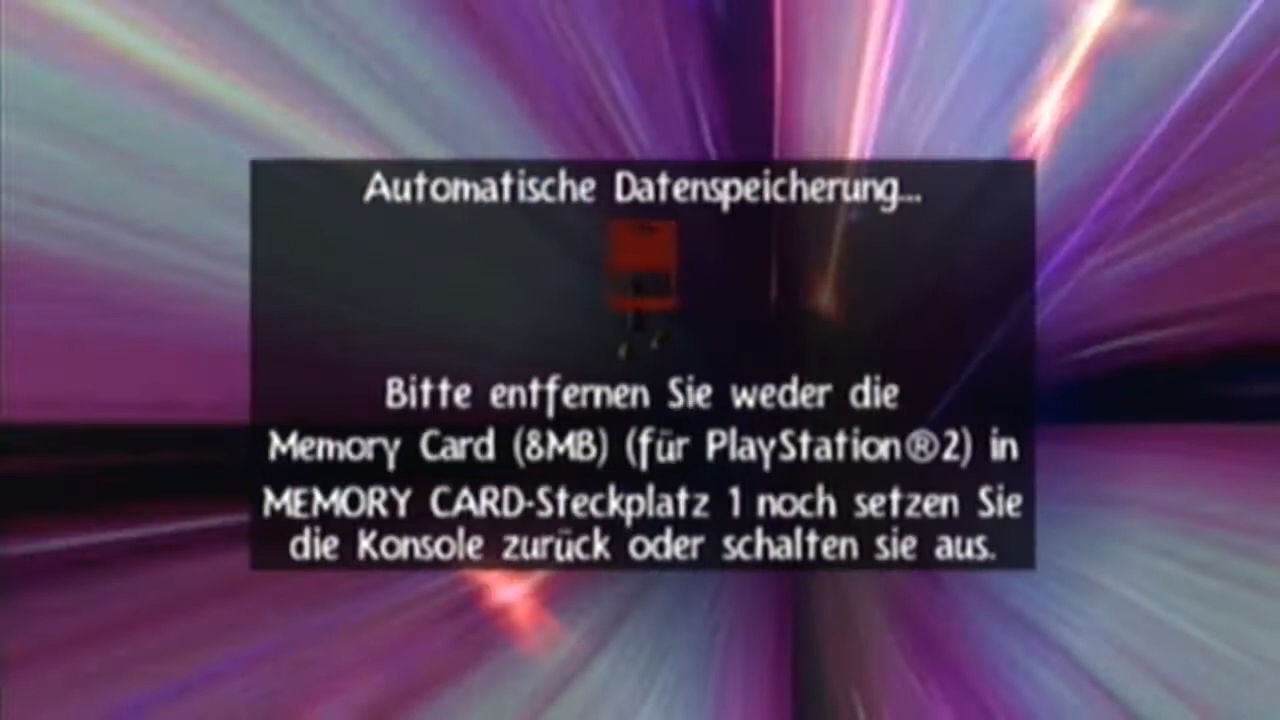 Automatische Datenspeicherung...
Bitte entfernen Sie weder die
Memory Card (8MB) (für PlayStation®2) in
MEMORY CARD-Steckplatz 1 noch setzen Sie
die Konsole zurück oder schalten sie aus.